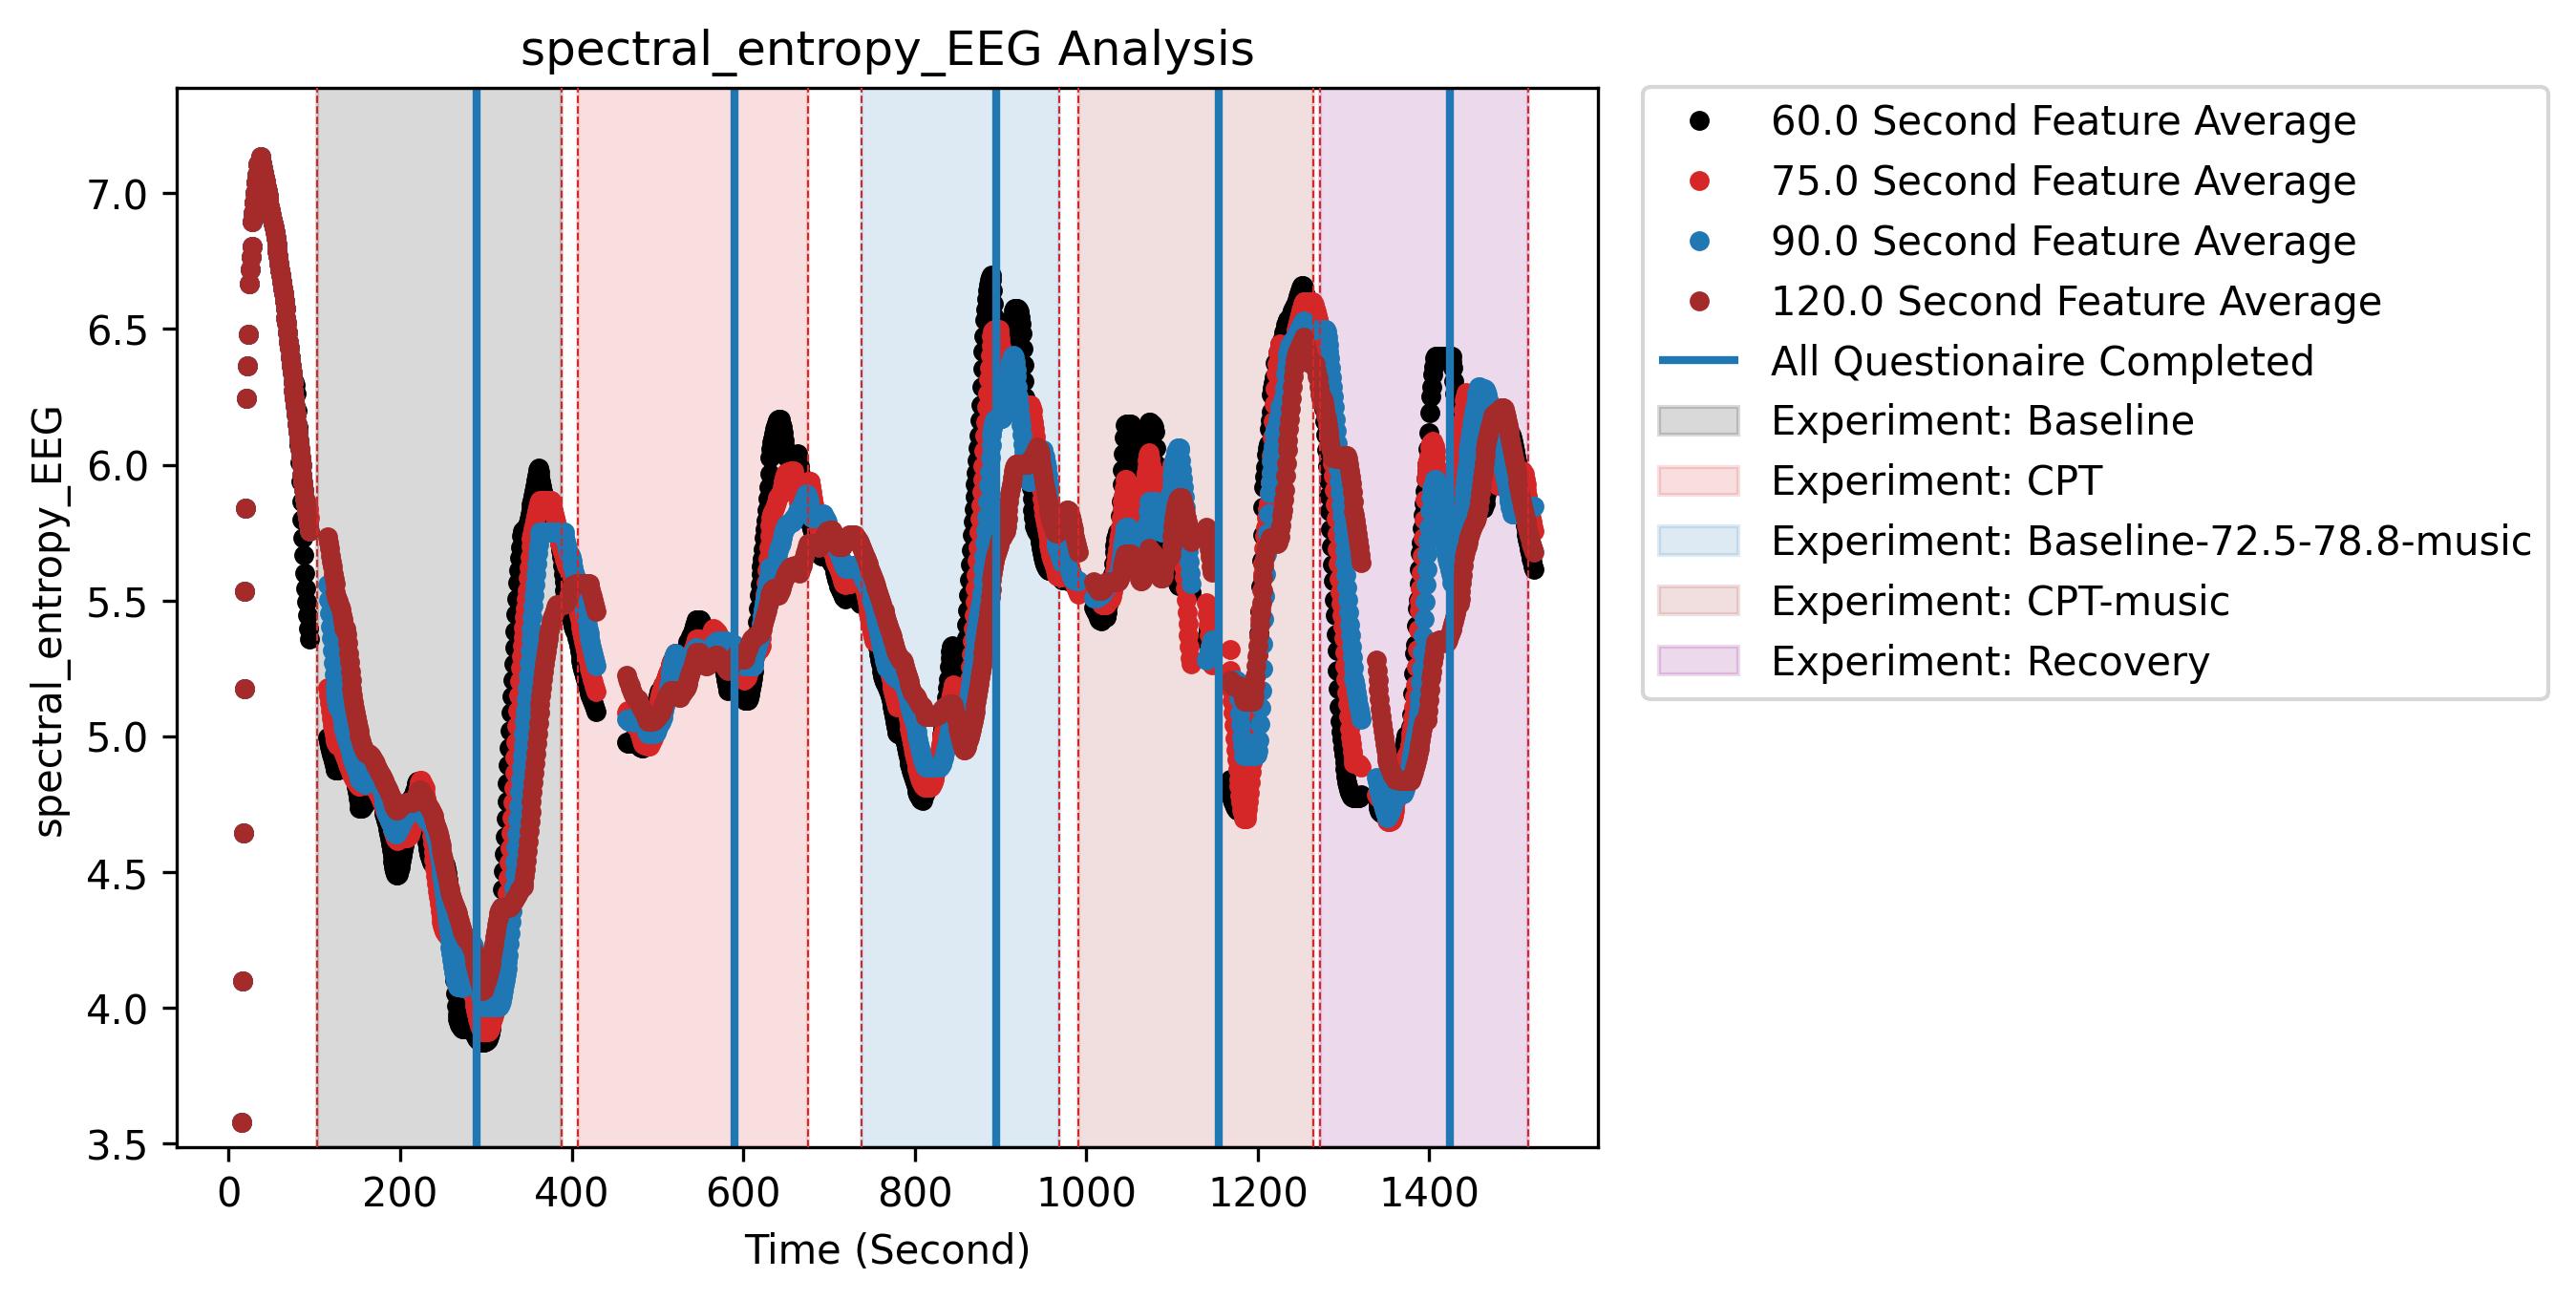 spectral_entropy_EEG Analysis
spectral_entropy_EEG
7.0
6.5
6.0
5.5
5.0
4.5
4.0
3.5
0 200 400 600 800 1000 1200 1400
Time (Second)
60.0 Second Feature Average
75.0 Second Feature Average
90.0 Second Feature Average
120.0 Second Feature Average
All Questionaire Completed
Experiment: Baseline
Experiment: CPT
Experiment: Baseline-72.5-78.8-music
Experiment: CPT-music
Experiment: Recovery